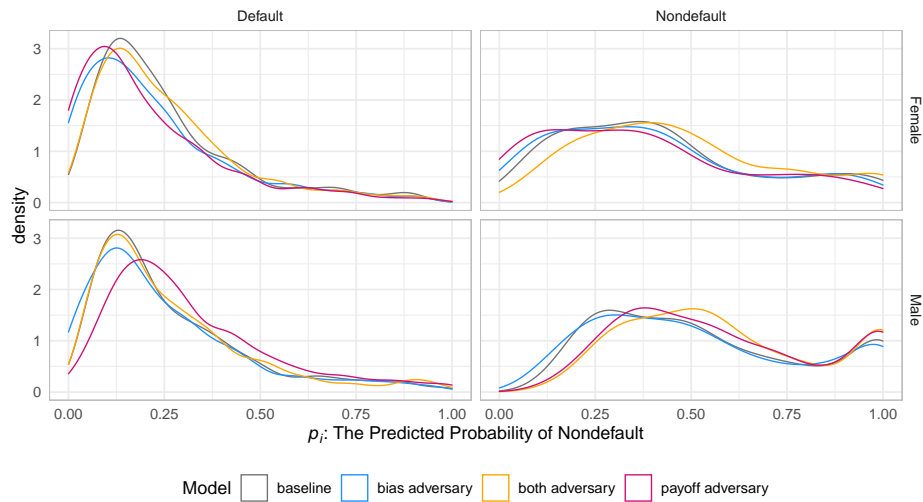 Default
Nondefault
3
2
1
0
Female
density
3
2
1
0
Male
0.00 0.25 0.50 0.75 1.00
0.00 0.25 0.50 0.75 1.00
pᵢ: The Predicted Probability of Nondefault
Model baseline bias adversary both adversary payoff adversary